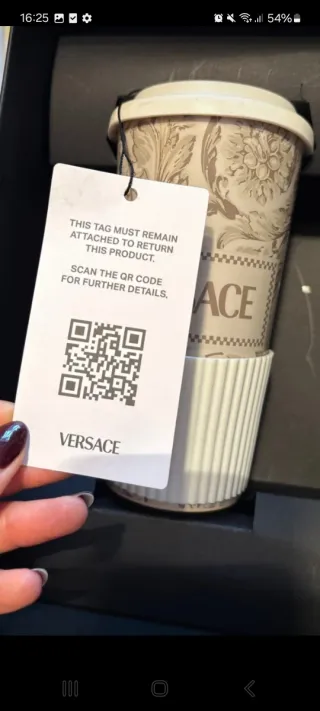 16:25
54%
THIS TAG MUST REMAIN
ATTACHED TO RETURN
THIS PRODUCT.
SCAN THE QR CODE
FOR FURTHER DETAILS.
ACE
VERSACE